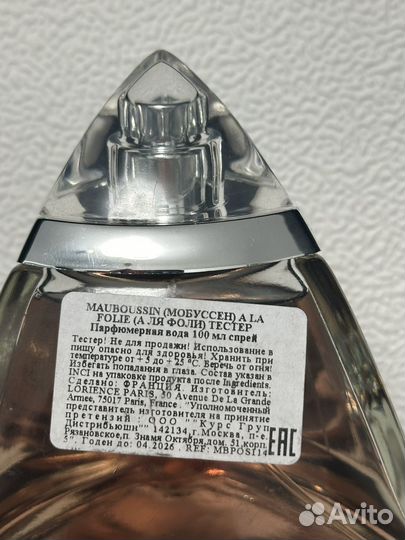 MAUBOUSSIN (МОБУССЕН) A LA
FOLIE (А ЛЯ ФОЛИ) ТЕСТЕР
Парфюмерная вода 100 мл спрей
Тестер! Не для продажи! Использование в
пищу опасно для здоровья! Хранить при
температуре от + 5 до + 25 °С. Беречь от огня!
Избегать попадания в глаза. Состав указан в
INCI на упаковке продукта после Ingredients.
Сделано: ФРАНЦИЯ. Изготовитель:
LORIENCE PARIS, 50 Avenue De La Grande
Armee, 75017 Paris, France . "Уполномоченный
представитель изготовителя на принятие
претензий : ООО ""Курс Груп
Дистрибьюшн"" 142134, г.Москва, п-е.
Рязановское, п. Знамя Октября, дом. 51, корп.
5". Годен до: 04.2026 . REF: MBPOS114
EAC
Avito